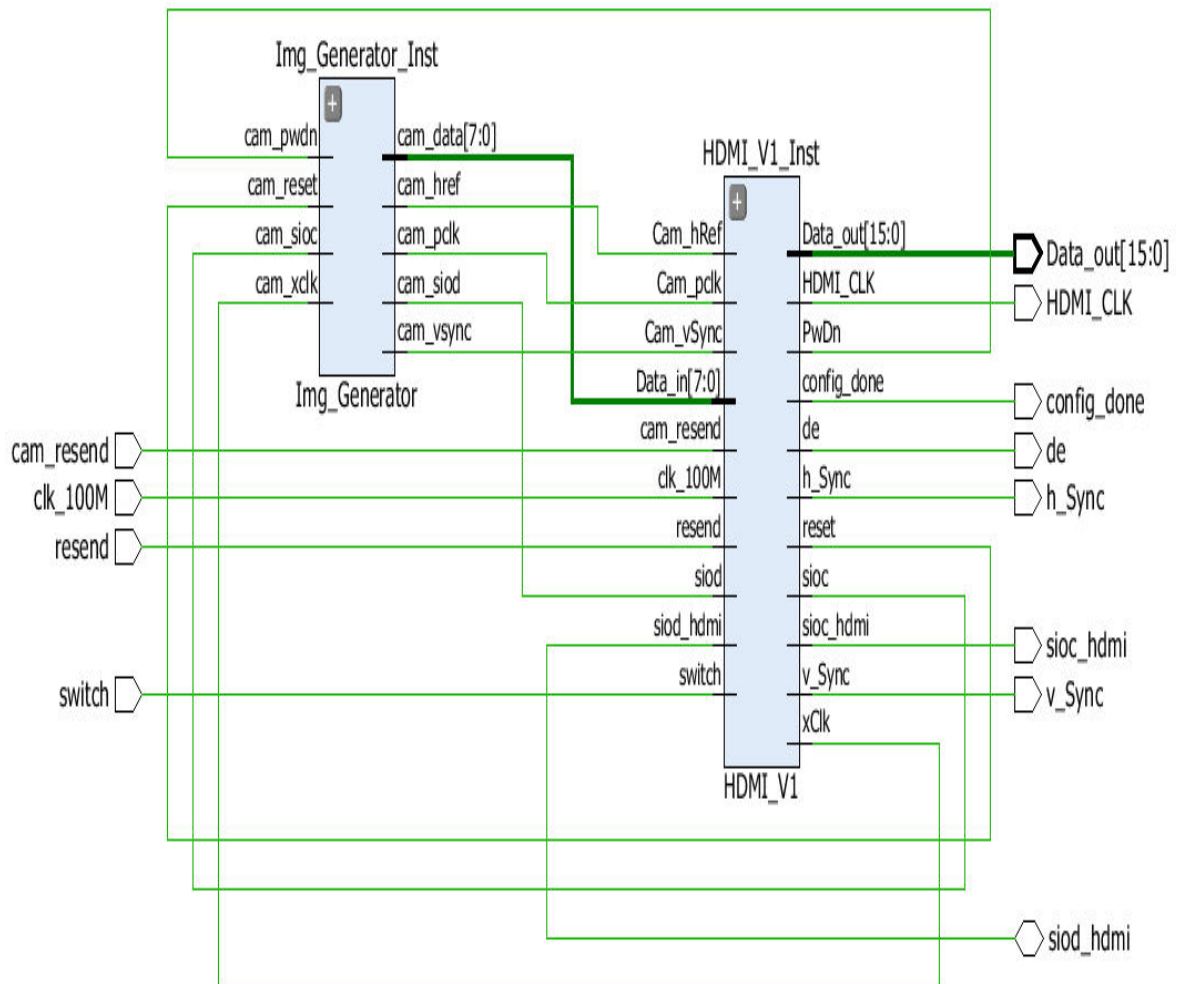 Img_Generator_Inst
cam_pwdn
cam_data[7:0]
cam_reset
cam_href
cam_sioc
cam_pclk
cam_xclk
cam_siod
cam_vsync
Img_Generator
HDMI_V1_Inst
Cam_hRef
Data_out[15:0]
Cam_pclk
HDMI_CLK
Cam_vSync
PwDn
Data_in[7:0]
config_done
cam_resend
de
clk_100M
h_Sync
resend
reset
siod
sioc
siod_hdmi
sioc_hdmi
switch
v_Sync
xClk
HDMI_V1
cam_resend
clk_100M
resend
switch
Data_out[15:0]
HDMI_CLK
config_done
de
h_Sync
sioc_hdmi
v_Sync
siod_hdmi